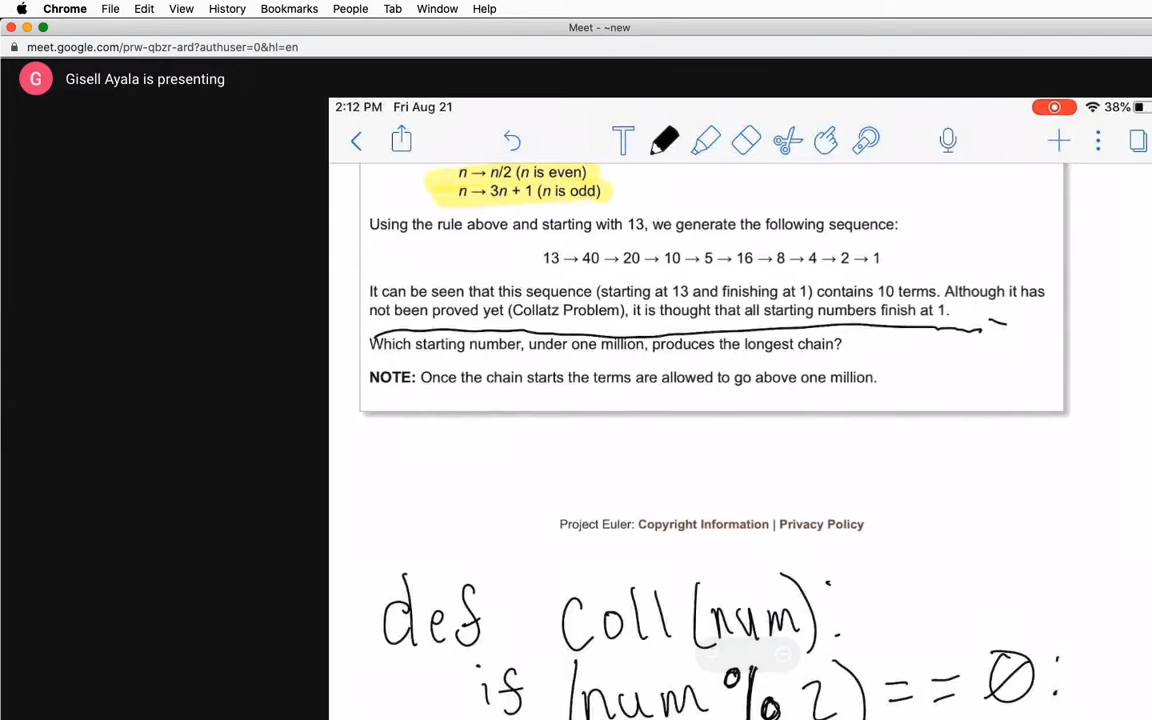 Chrome File Edit View History Bookmarks People Tab Window Help
Meet - ~new
meet.google.com/prw-qbzr-ard?authuser=0&hl=en
G Gisell Ayala is presenting
2:12 PM Fri Aug 21 38%
T
n → n/2 (n is even)
n → 3n + 1 (n is odd)
Using the rule above and starting with 13, we generate the following sequence:
13 → 40 → 20 → 10 → 5 → 16 → 8 → 4 → 2 → 1
It can be seen that this sequence (starting at 13 and finishing at 1) contains 10 terms. Although it has
not been proved yet (Collatz Problem), it is thought that all starting numbers finish at 1.
Which starting number, under one million, produces the longest chain?
NOTE: Once the chain starts the terms are allowed to go above one million.
Project Euler: Copyright Information | Privacy Policy
def Coll(num):
if (num % 2) == 0: